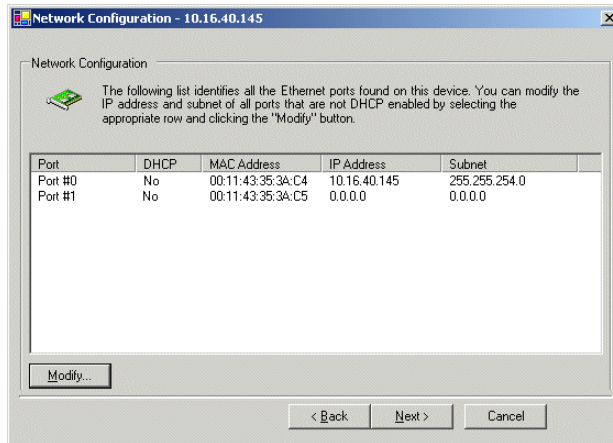 Network Configuration - 10.16.40.145
Network Configuration
The following list identifies all the Ethernet ports found on this device. You can modify the
IP address and subnet of all ports that are not DHCP enabled by selecting the
appropriate row and clicking the "Modify" button.
Port DHCP MAC Address IP Address Subnet
Port #0 No 00:11:43:35:3A:C4 10.16.40.145 255.255.254.0
Port #1 No 00:11:43:35:3A:C5 0.0.0.0 0.0.0.0
Modify...
< Back Next > Cancel